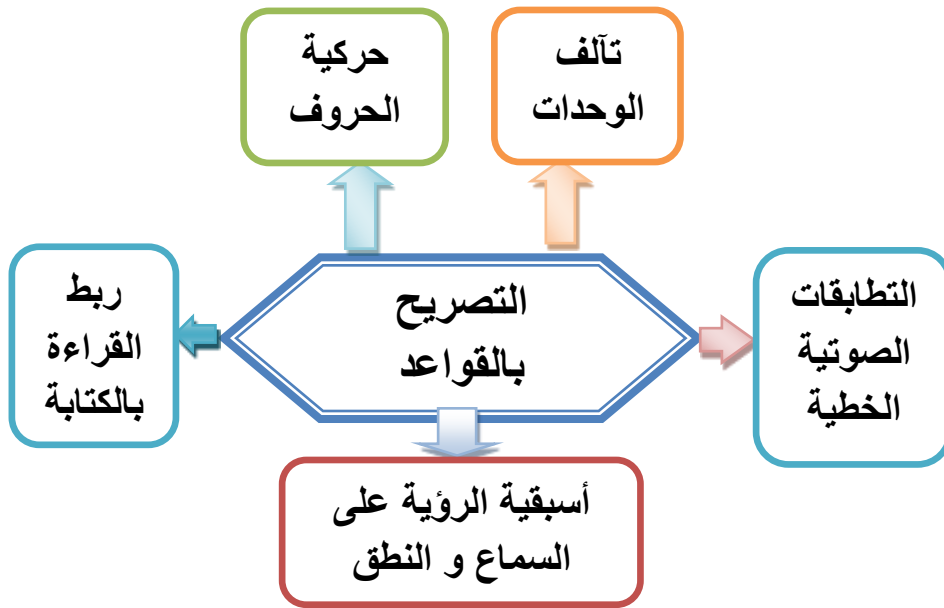 تآلف
الوحدات
حركية
الحروف
التطابقات
الصوتية
الخطية
التصريح
بالقواعد
ربط
القراءة
بالكتابة
أسبقية الرؤية على
السماع و النطق